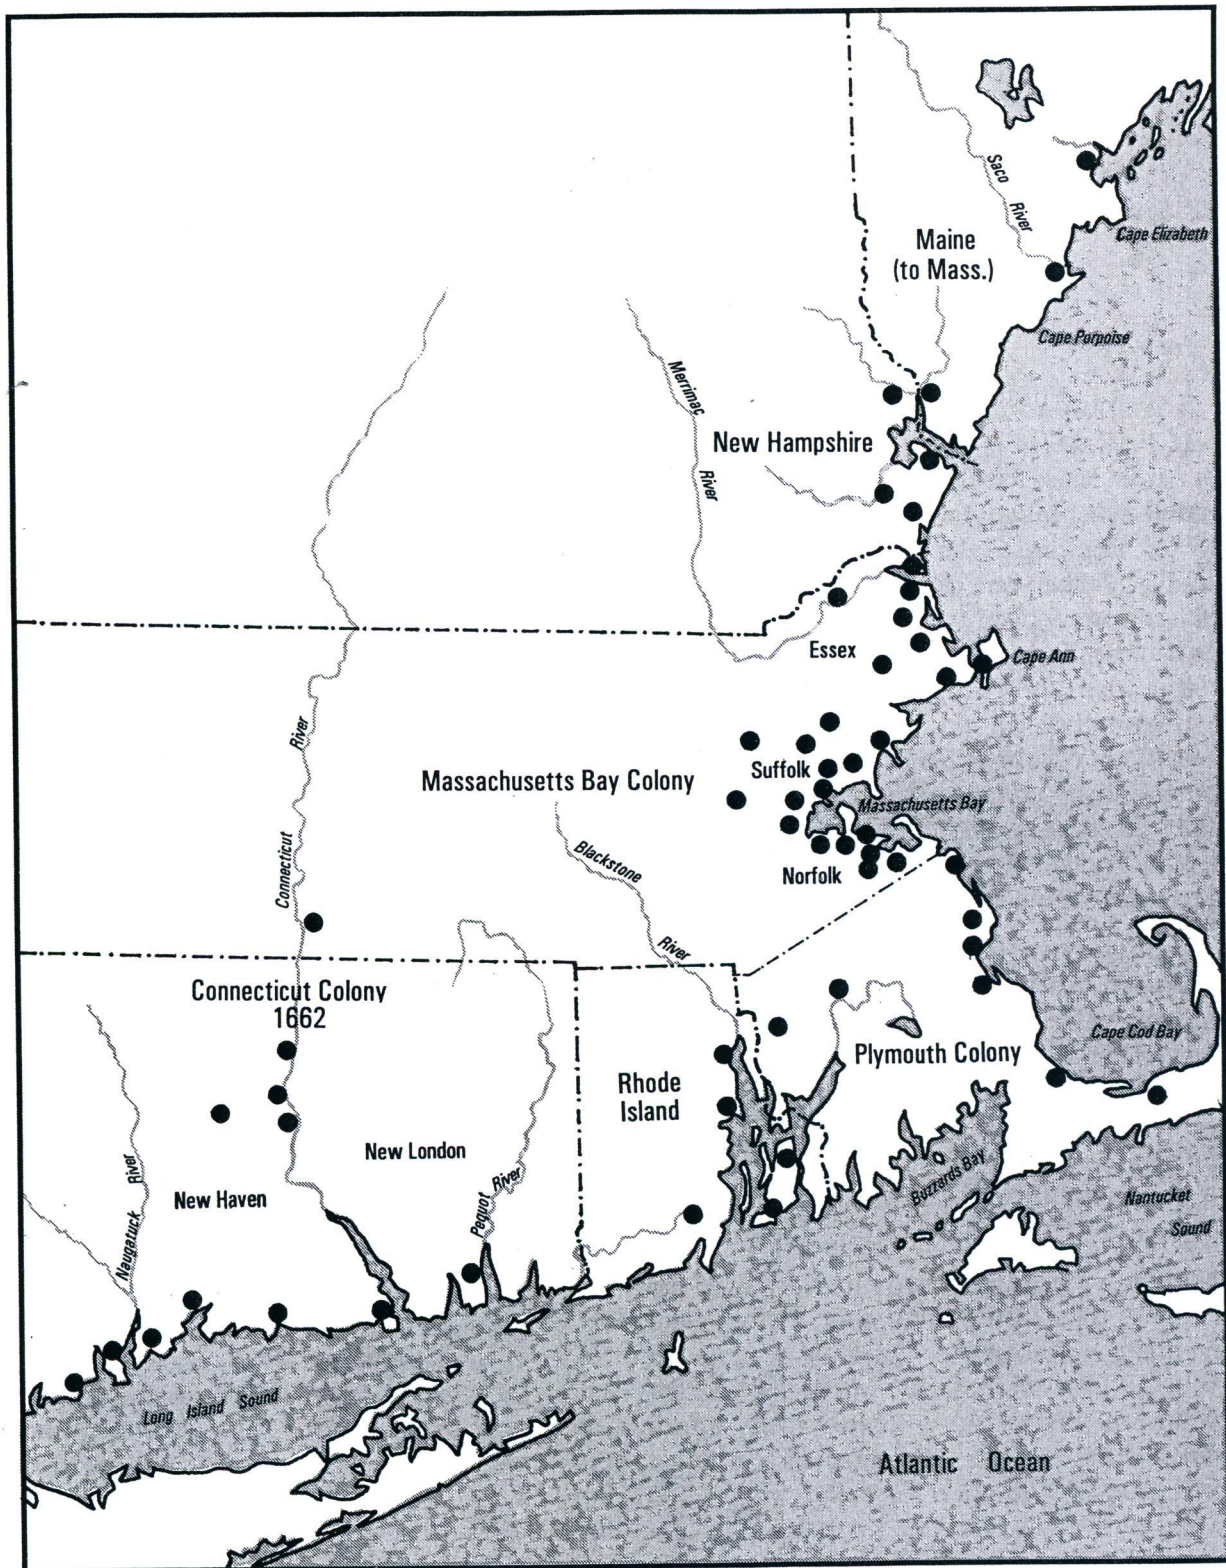 Saco River
Cape Elizabeth
Maine
(to Mass.)
Cape Porpoise
Merrimac River
New Hampshire
Essex
Cape Ann
Connecticut River
Suffolk
Massachusetts Bay Colony
Massachusetts Bay
Blackstone River
Norfolk
Connecticut Colony
1662
Cape Cod Bay
Plymouth Colony
Rhode
Island
New London
Naugatuck River
New Haven
Pequot River
Buzzards Bay
Nantucket
Sound
Long Island Sound
Atlantic Ocean